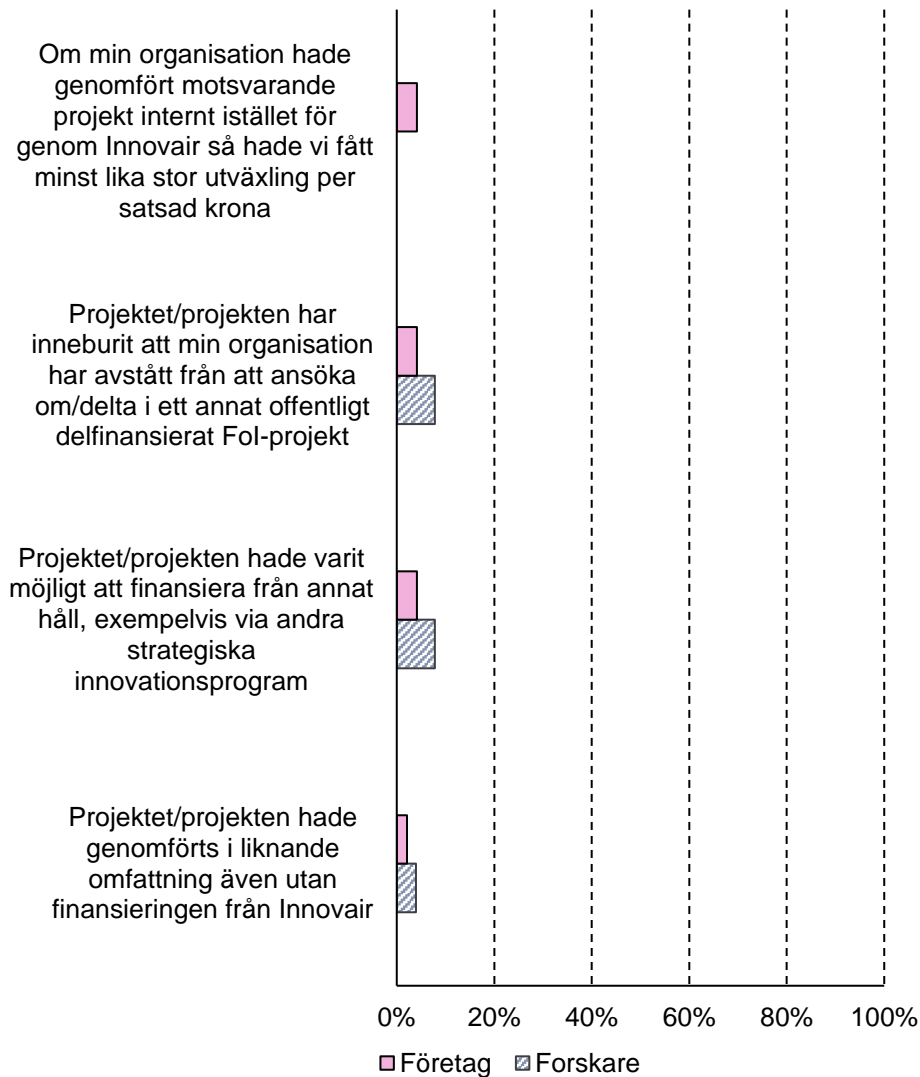 Om min organisation hade
genomfört motsvarande
projekt internt istället för
genom Innovair så hade vi fått
minst lika stor utväxling per
satsad krona
Projektet/projekten har
inneburit att min organisation
har avstått från att ansöka
om/delta i ett annat offentligt
delfinansierat FoI-projekt
Projektet/projekten hade varit
möjligt att finansiera från annat
håll, exempelvis via andra
strategiska
innovationsprogram
Projektet/projekten hade
genomförts i liknande
omfattning även utan
finansieringen från Innovair
0% 20% 40% 60% 80% 100%
Företag Forskare